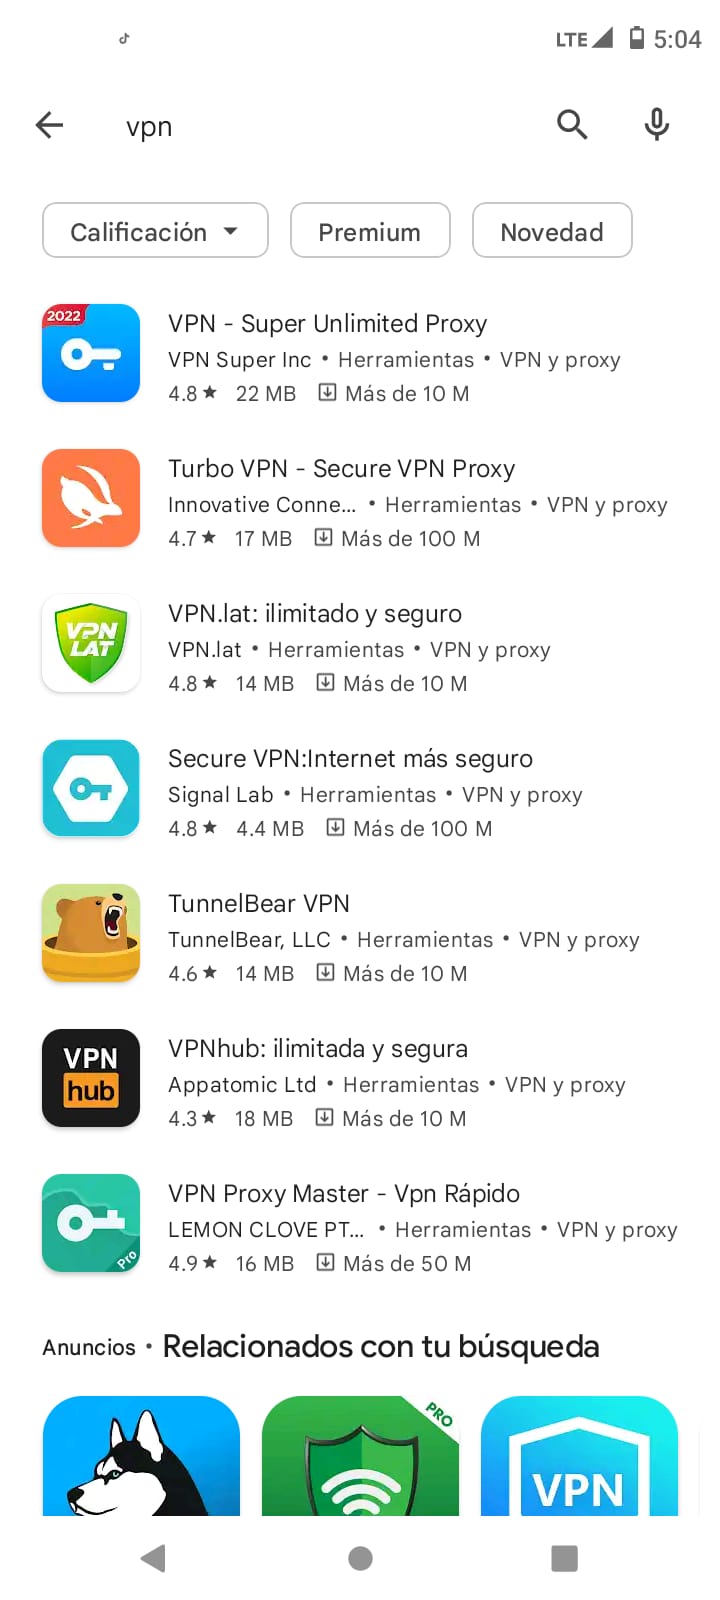 LTE 5:04
vpn
Calificación Premium Novedad
2022
VPN - Super Unlimited Proxy
VPN Super Inc • Herramientas • VPN y proxy
4.8★ 22 MB Más de 10 M
Turbo VPN - Secure VPN Proxy
Innovative Conne... • Herramientas • VPN y proxy
4.7★ 17 MB Más de 100 M
VPN
LAT
VPN.lat: ilimitado y seguro
VPN.lat • Herramientas • VPN y proxy
4.8★ 14 MB Más de 10 M
Secure VPN:Internet más seguro
Signal Lab • Herramientas • VPN y proxy
4.8★ 4.4 MB Más de 100 M
TunnelBear VPN
TunnelBear, LLC • Herramientas • VPN y proxy
4.6★ 14 MB Más de 10 M
VPN
hub
VPNhub: ilimitada y segura
Appatomic Ltd • Herramientas • VPN y proxy
4.3★ 18 MB Más de 10 M
VPN Proxy Master - Vpn Rápido
LEMON CLOVE PT... • Herramientas • VPN y proxy
4.9★ 16 MB Más de 50 M
Pro
Anuncios • Relacionados con tu búsqueda
PRO
VPN